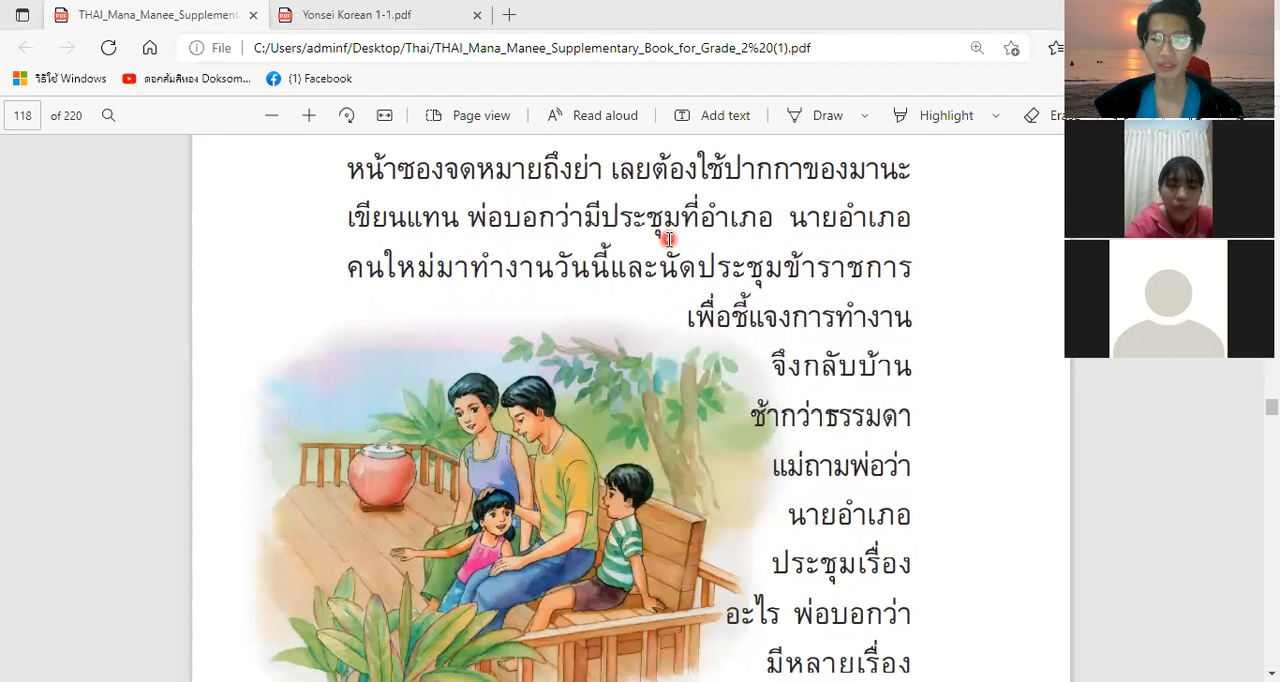 THAI_Mana_Manee_Supplementa
Yonsei Korean 1-1.pdf
File
C:/Users/adminf/Desktop/Thai/THAI_Mana_Manee_Supplementary_Book_for_Grade_2%20(1).pdf
วิธีใช้ Windows
ดอกส้มสีทอง Doksom...
(1) Facebook
118 of 220
Page view
Read aloud
Add text
Draw
Highlight
หน้าซองจดหมายถึงย่า เลยต้องใช้ปากกาของมานะ
เขียนแทน พ่อบอกว่ามีประชุมที่อำเภอ นายอำเภอ
คนใหม่มาทำงานวันนี้และนัดประชุมข้าราชการ
เพื่อชี้แจงการทำงาน
จึงกลับบ้าน
ช้ากว่าธรรมดา
แม่ถามพ่อว่า
นายอำเภอ
ประชุมเรื่อง
อะไร พ่อบอกว่า
มีหลายเรื่อง